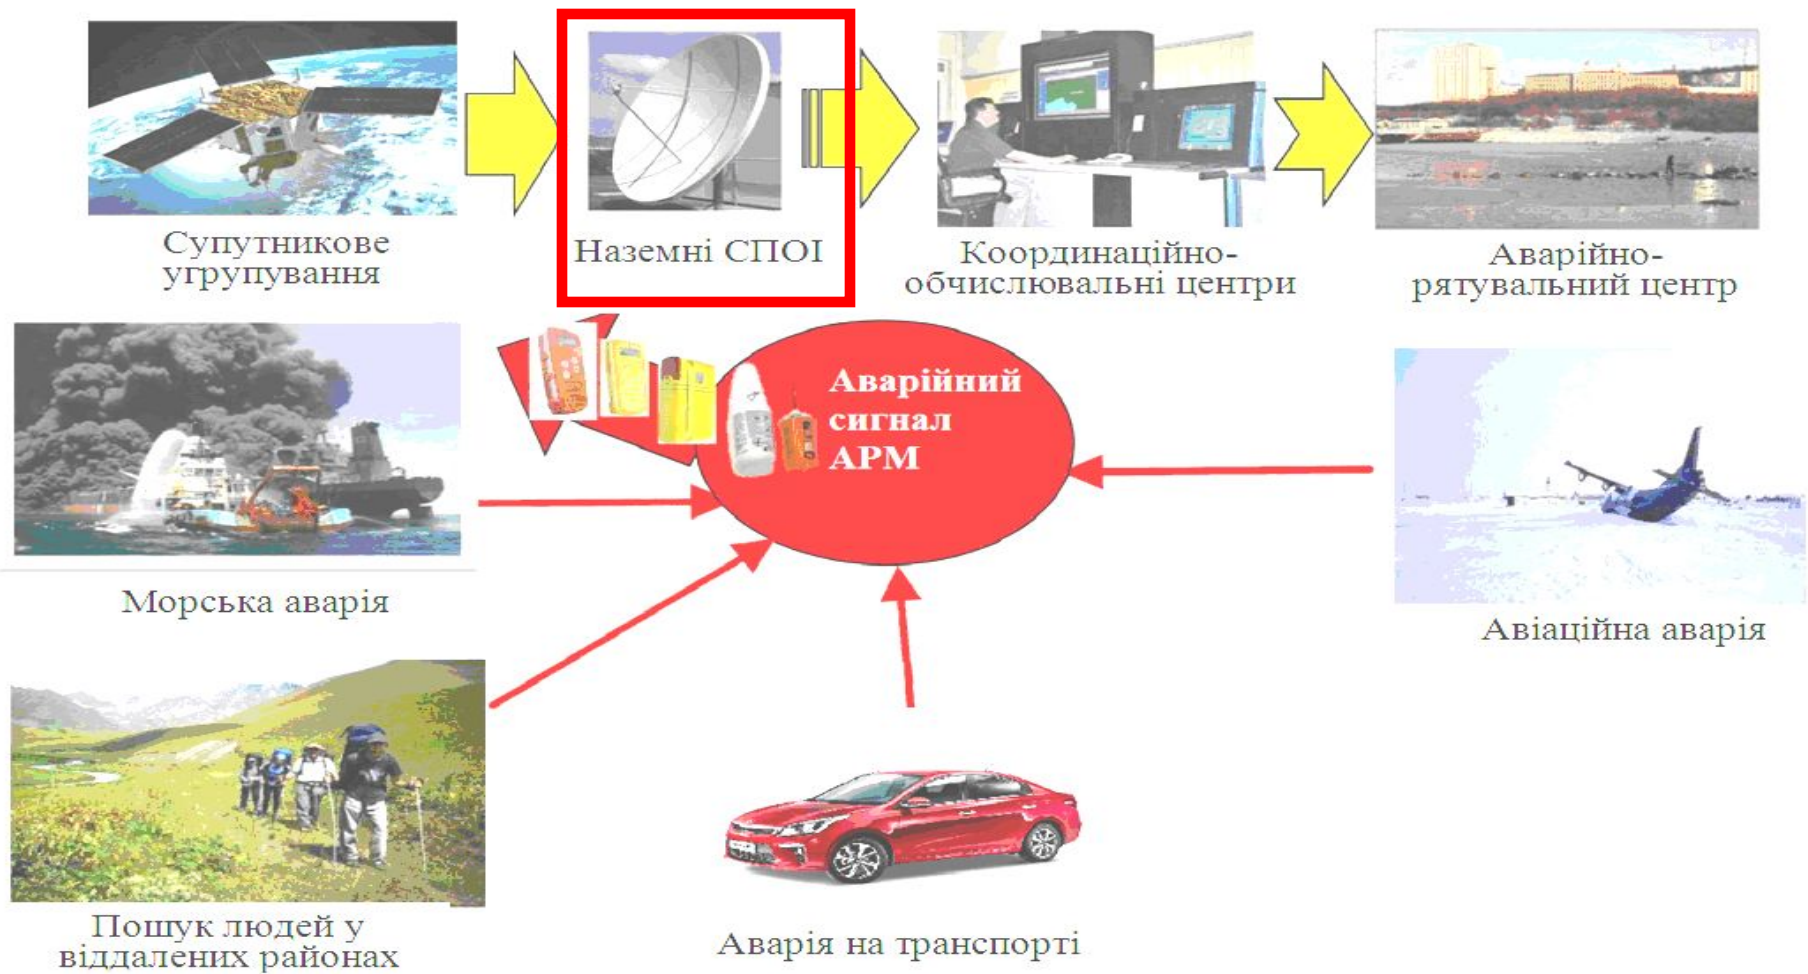 Супутникове
угрупування
Наземні СПОІ
Координаційно-
обчислювальні центри
Аварійно-
рятувальний центр
Аварійний
сигнал
АРМ
Морська аварія
Авіаційна аварія
Пошук людей у
віддалених районах
Аварія на транспорті